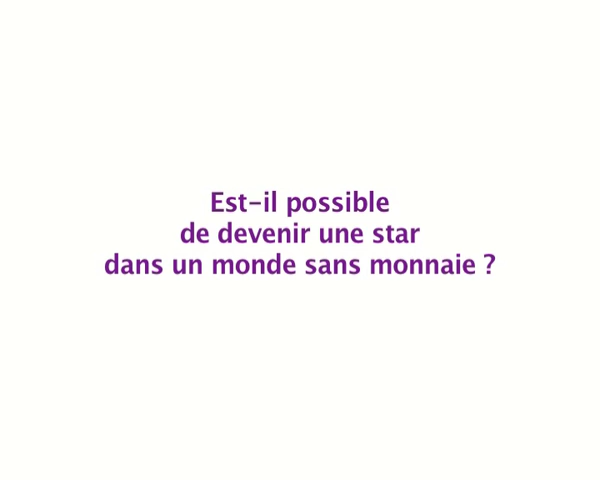 Est-il possible
de devenir une star
dans un monde sans monnaie ?